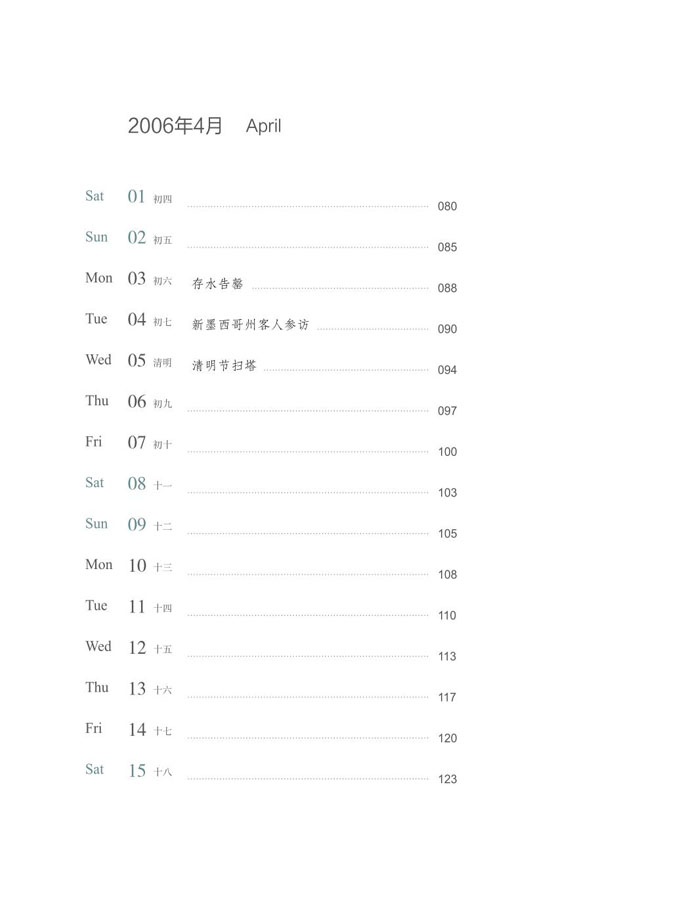 2006年4月 April
Sat 01 初四 080
Sun 02 初五 085
Mon 03 初六 存水告罄 088
Tue 04 初七 新墨西哥州客人参访 090
Wed 05 清明 清明节扫塔 094
Thu 06 初九 097
Fri 07 初十 100
Sat 08 十一 103
Sun 09 十二 105
Mon 10 十三 108
Tue 11 十四 110
Wed 12 十五 113
Thu 13 十六 117
Fri 14 十七 120
Sat 15 十八 123